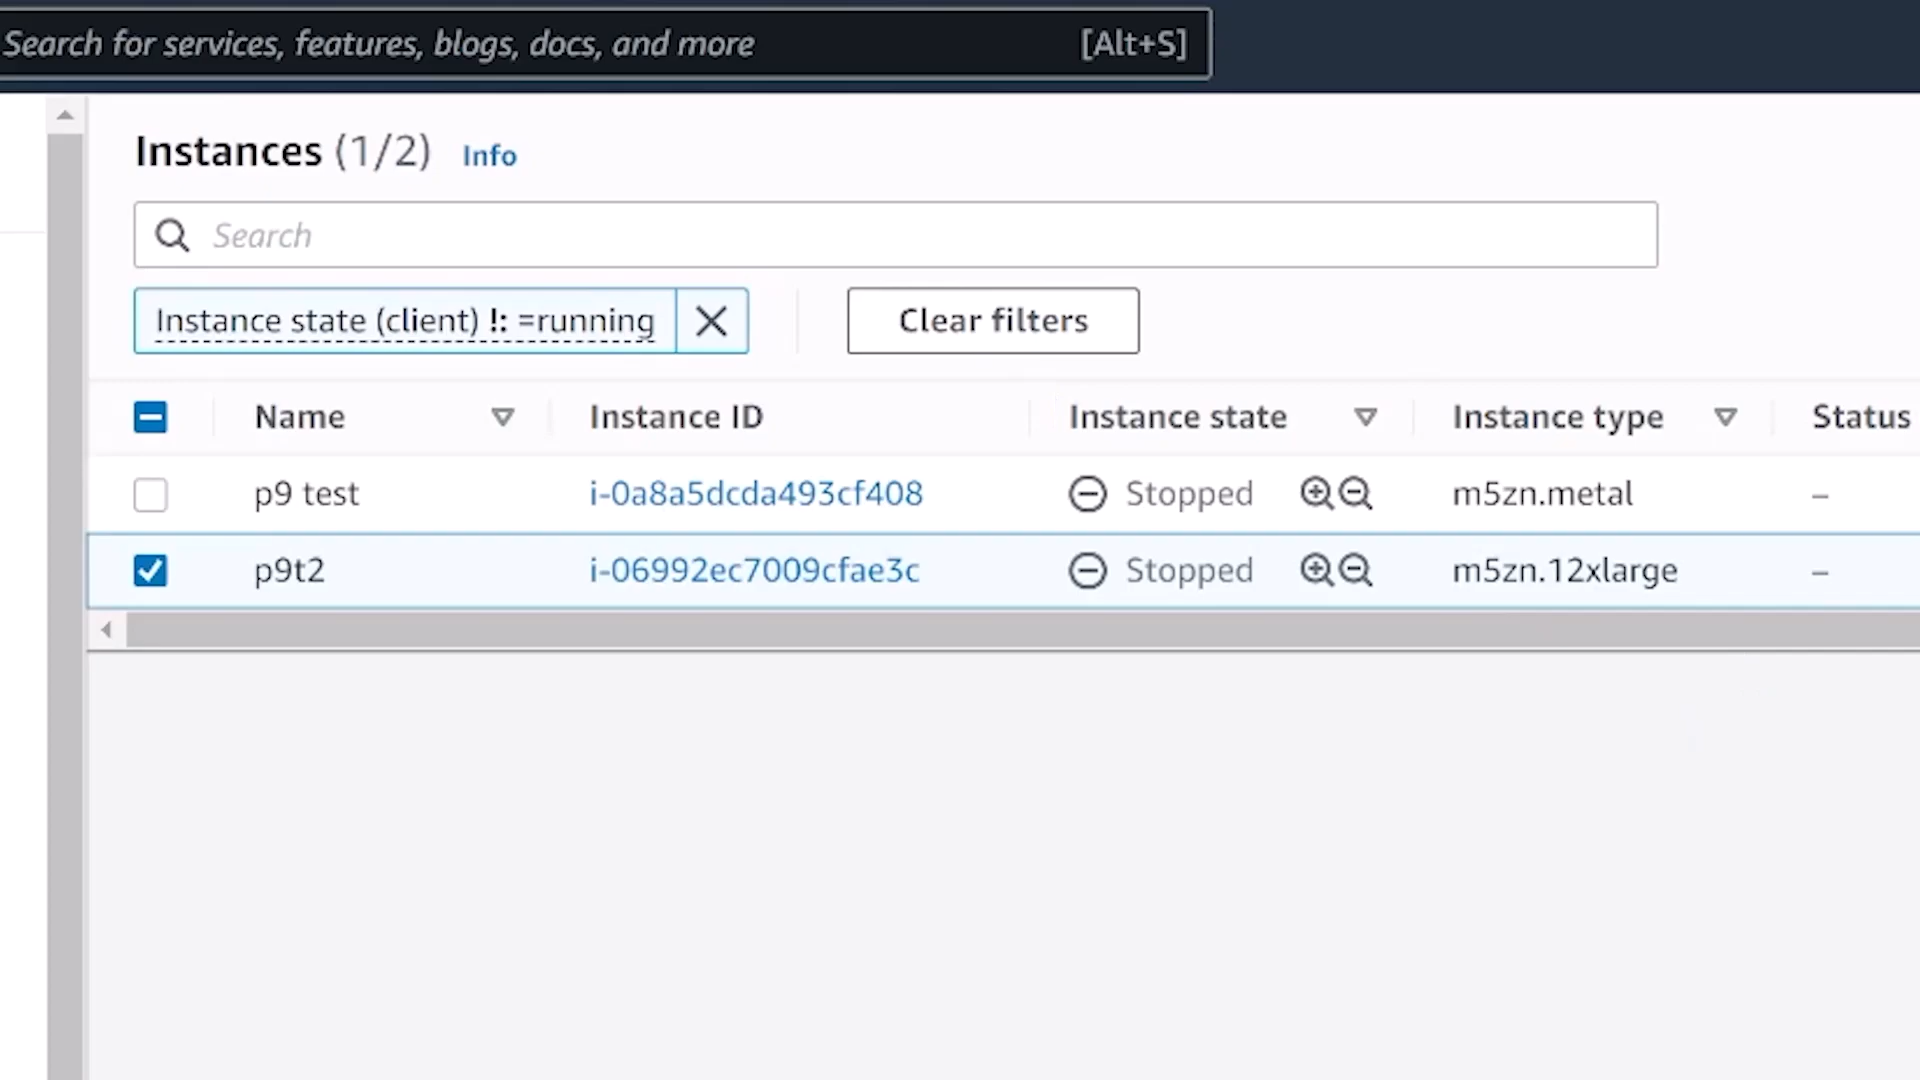 Search for services, features, blogs, docs, and more [Alt+S]
Instances (1/2) Info
Search
Instance state (client) !: =running Clear filters
Name Instance ID Instance state Instance type Status
p9 test i-0a8a5dcda493cf408 Stopped m5zn.metal –
p9t2 i-06992ec7009cfae3c Stopped m5zn.12xlarge –